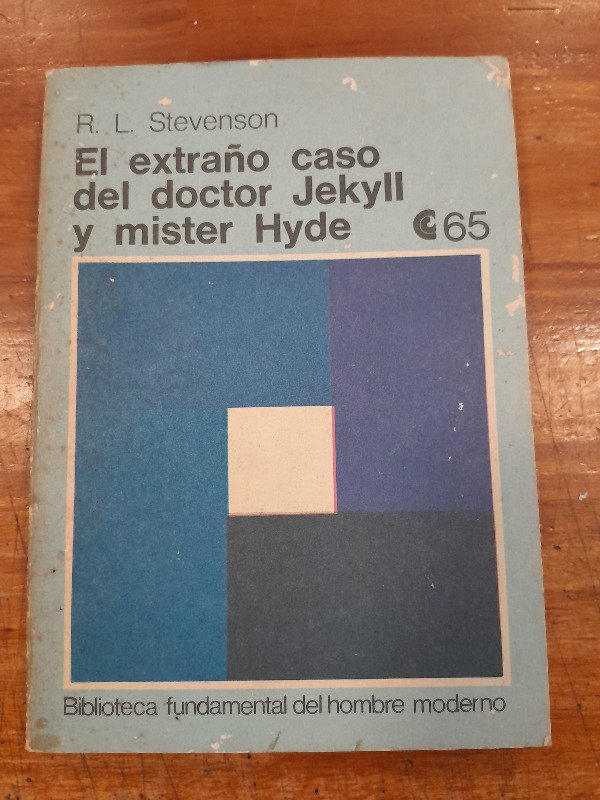 R. L. Stevenson
El extraño caso
del doctor Jekyll
y mister Hyde
65
Biblioteca fundamental del hombre moderno